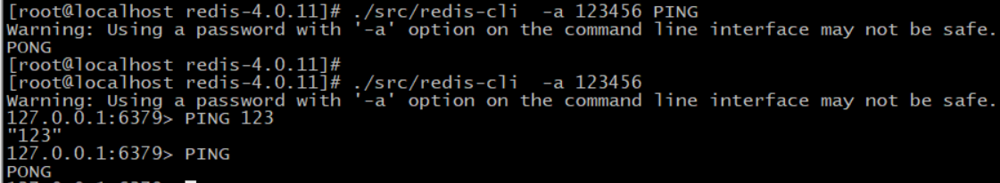 [root@localhost redis-4.0.11]# ./src/redis-cli  -a 123456 PING
Warning: Using a password with '-a' option on the command line interface may not be safe.
PONG
[root@localhost redis-4.0.11]#
[root@localhost redis-4.0.11]# ./src/redis-cli  -a 123456
Warning: Using a password with '-a' option on the command line interface may not be safe.
127.0.0.1:6379> PING 123
"123"
127.0.0.1:6379> PING
PONG